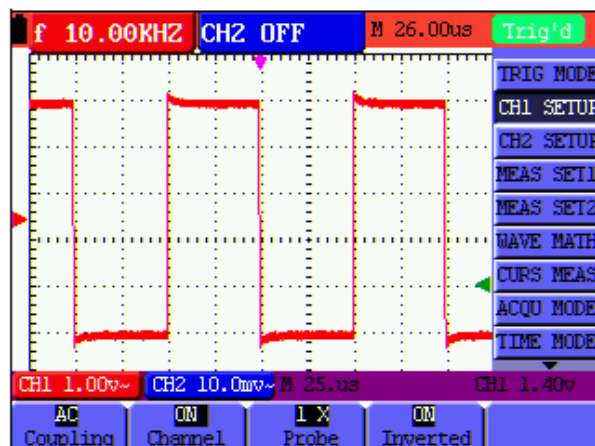 f 10.00KHZ CH2 OFF M 26.00us Trig'd
TRIG MODE
CH1 SETUP
CH2 SETUP
MEAS SET1
MEAS SET2
WAVE MATH
CURS MEAS
ACQU MODE
TIME MODE
CH1 1.00v~ CH2 10.0mv~ M 25.us CH1 1.40v
AC ON 1 X ON
Coupling Channel Probe Inverted